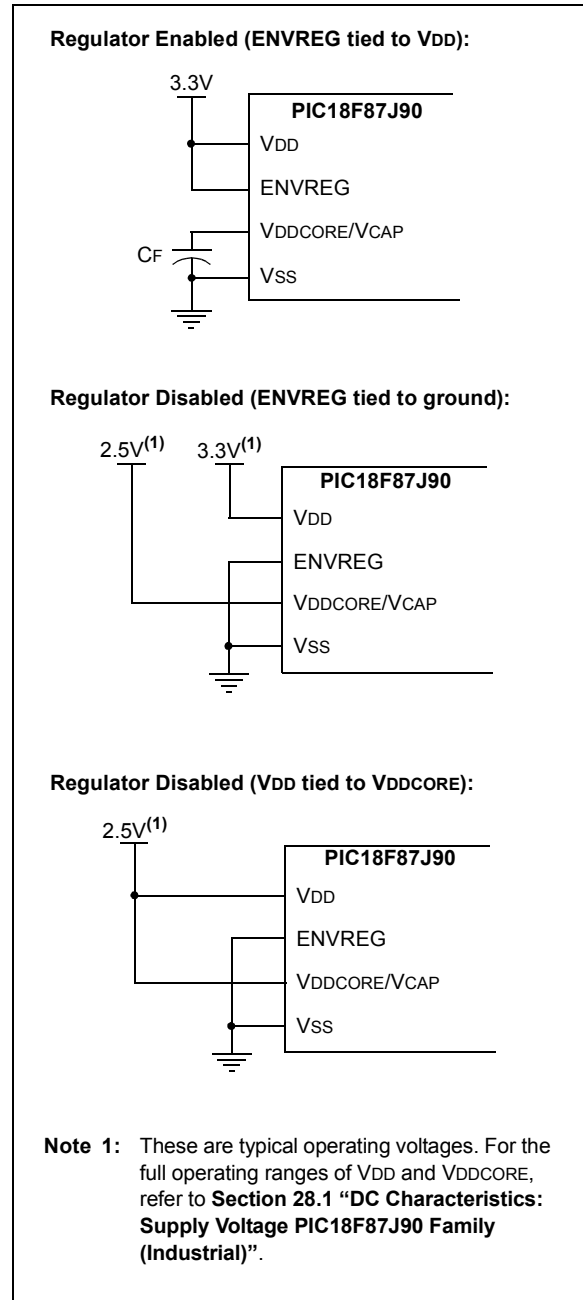 Regulator Enabled (ENVREG tied to VDD):
3.3V
PIC18F87J90
VDD
ENVREG
VDDCORE/VCAP
CF
VSS
Regulator Disabled (ENVREG tied to ground):
2.5V(1) 3.3V(1)
PIC18F87J90
VDD
ENVREG
VDDCORE/VCAP
VSS
Regulator Disabled (VDD tied to VDDCORE):
2.5V(1)
PIC18F87J90
VDD
ENVREG
VDDCORE/VCAP
VSS
Note 1: These are typical operating voltages. For the
full operating ranges of VDD and VDDCORE,
refer to Section 28.1 “DC Characteristics:
Supply Voltage PIC18F87J90 Family
(Industrial)”.